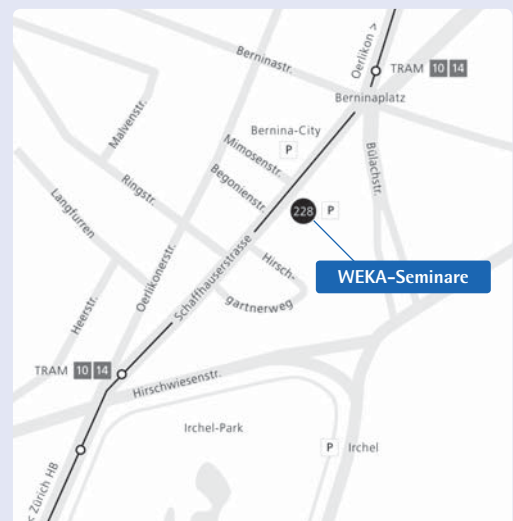 Oerlikon >
Berninastr.
TRAM 10 14
Berninaplatz
Malvenstr.
Bernina-City
P
Mimosenstr.
Bülachstr.
Begonienstr.
Ringstr.
Langfurren
228 P
Oerlikonerstr.
Schaffhauserstrasse
Hirsch-
gartnerweg
WEKA-Seminare
Heerstr.
TRAM 10 14
Hirschwiesenstr.
Irchel-Park
P Irchel
< Zürich HB